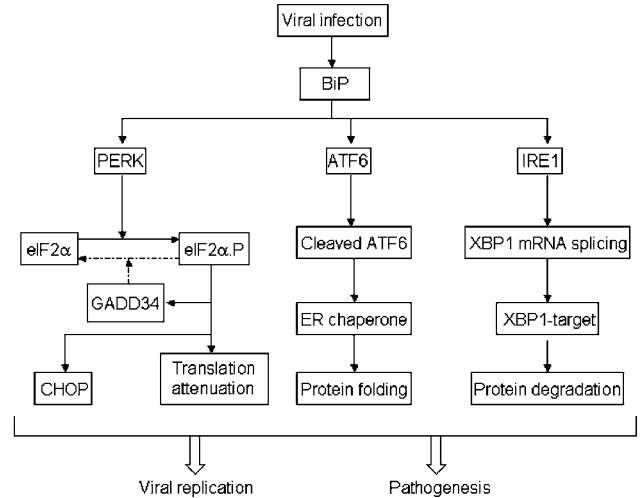 Viral infection
BiP
PERK
ATF6
IRE1
eIF2α
eIF2α.P
Cleaved ATF6
XBP1 mRNA splicing
GADD34
ER chaperone
XBP1-target
CHOP
Translation
attenuation
Protein folding
Protein degradation
Viral replication
Pathogenesis